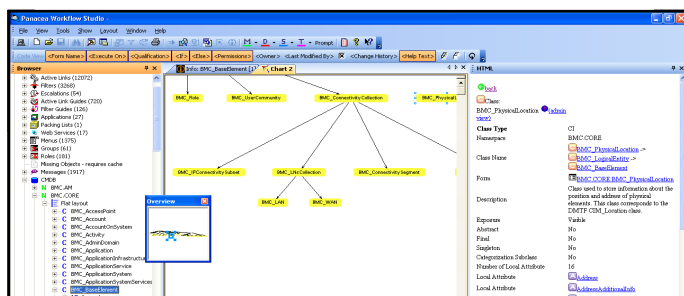 Panacea Workflow Studio -
File View Tools Show Layout Window Help
M - D - S - T - Prompt
<Form Name> <Execute On> <Qualification <If> <Else> <Permissions> <Owner> <Last Modified By> <Change History> <Help Text>
Browser
Info: BMC_BaseElement [1]
Chart 2
HTML
Active Links (12072)
Filters (3268)
Escalations (54)
Active Link Guides (720)
Filter Guides (126)
Applications (27)
Packing Lists (1)
Web Services (17)
Menus (1375)
Groups (61)
Roles (181)
Missing Objects - requires cache
Messages (1917)
CMDB
BMC.AM
BMC.CORE
Flat layout
C BMC_AccessPoint
C BMC_Account
C BMC_AccountOnSystem
C BMC_Activity
C BMC_AdminDomain
C BMC_Application
C BMC_ApplicationInfrastructur
C BMC_ApplicationService
C BMC_ApplicationSystem
C BMC_ApplicationSystemServices
C BMC_BaseElement
BMC_Role
BMC_UserCommunity
BMC_ConnectivityCollection
BMC_PhysicalL
BMC_IPConnectivitySubnet
BMC_LNsCollection
BMC_ConnectivitySegment
BMC_LAN
BMC_WAN
Overview
back
Class:
BMC_PhysicalLocation (admin
view)
Class Type CI
Namespace BMC.CORE
Class Name BMC_PhysicalLocation ->
BMC_LogicalEntity ->
BMC_BaseElement
Form BMC.CORE:BMC_PhysicalLocation
Description Class used to store information about the
position and address of physical
elements. This class corresponds to the
DMTF CIM_Location class.
Exposure Visible
Abstract No
Final No
Singleton No
Categorization Subclass No
Number of Local Attribute 16
Local Attribute Address
Local Attribute AddressAdditionalInfo